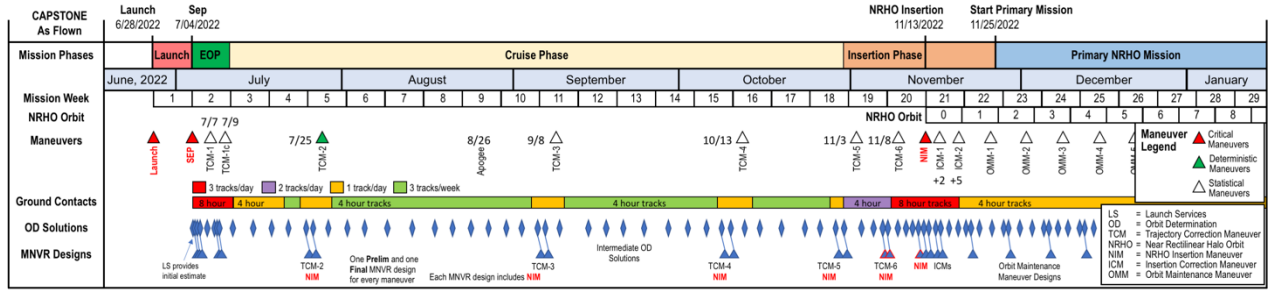 CAPSTONE
As Flown
Launch
6/28/2022
Sep
7/04/2022
NRHO Insertion
11/13/2022
Start Primary Mission
11/25/2022
Mission Phases
Launch
EOP
Cruise Phase
Insertion Phase
Primary NRHO Mission
June, 2022
July
August
September
October
November
December
January
Mission Week
1 2 3 4 5 6 7 8 9 10 11 12 13 14 15 16 17 18 19 20 21 22 23 24 25 26 27 28 29
NRHO Orbit
NRHO Orbit
0 1 2 3 4 5 6 7 8
Maneuvers
Launch
SEP
7/7
TCM-1
7/9
TCM-1c
7/25
TCM-2
8/26
Apogee
9/8
TCM-3
10/13
TCM-4
11/3
TCM-5
11/8
TCM-6
NIM
ICM-1
+2
ICM-2
+5
OMM-1
OMM-2
OMM-3
OMM-4
Maneuver
Legend
Critical
Maneuvers
Deterministic
Maneuvers
Statistical
Maneuvers
3 tracks/day
2 tracks/day
1 track/day
3 tracks/week
Ground Contacts
8 hour
4 hour
4 hour tracks
4 hour tracks
4 hour
8 hour tracks
4 hour tracks
OD Solutions
MNVR Designs
LS provides
initial estimate
TCM-2
NIM
One Prelim and one
Final MNVR design
for every maneuver
Each MNVR design includes NIM
TCM-3
NIM
Intermediate OD
Solutions
TCM-4
NIM
TCM-5
NIM
TCM-6
NIM
NIM
ICMs
Orbit Maintenance
Maneuver Designs
LS = Launch Services
OD = Orbit Determination
TCM = Trajectory Correction Maneuver
NRHO = Near Rectilinear Halo Orbit
NIM = NRHO Insertion Maneuver
ICM = Insertion Correction Maneuver
OMM = Orbit Maintenance Maneuver